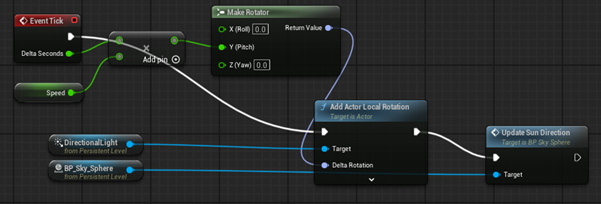 Event Tick
Delta Seconds
Speed
Add pin
Make Rotator
X (Roll) 0.0
Return Value
Y (Pitch)
Z (Yaw) 0.0
DirectionalLight
from Persistent Level
BP_Sky_Sphere
from Persistent Level
Add Actor Local Rotation
Target is Actor
Target
Delta Rotation
Update Sun Direction
Target is BP Sky Sphere
Target